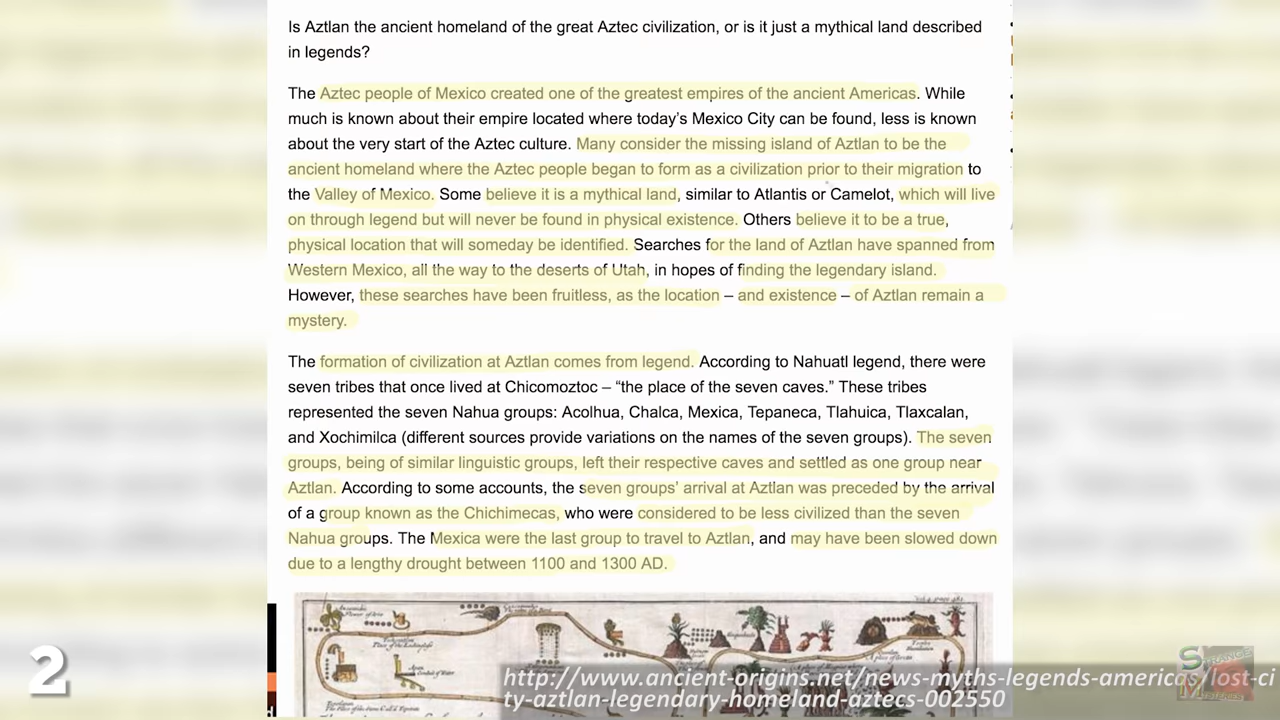 Is Aztlan the ancient homeland of the great Aztec civilization, or is it just a mythical land described
in legends?
The Aztec people of Mexico created one of the greatest empires of the ancient Americas. While
much is known about their empire located where today’s Mexico City can be found, less is known
about the very start of the Aztec culture. Many consider the missing island of Aztlan to be the
ancient homeland where the Aztec people began to form as a civilization prior to their migration to
the Valley of Mexico. Some believe it is a mythical land, similar to Atlantis or Camelot, which will live
on through legend but will never be found in physical existence. Others believe it to be a true,
physical location that will someday be identified. Searches for the land of Aztlan have spanned from
Western Mexico, all the way to the deserts of Utah, in hopes of finding the legendary island.
However, these searches have been fruitless, as the location – and existence – of Aztlan remain a
mystery.
The formation of civilization at Aztlan comes from legend. According to Nahuatl legend, there were
seven tribes that once lived at Chicomoztoc – “the place of the seven caves.” These tribes
represented the seven Nahua groups: Acolhua, Chalca, Mexica, Tepaneca, Tlahuica, Tlaxcalan,
and Xochimilca (different sources provide variations on the names of the seven groups). The seven
groups, being of similar linguistic groups, left their respective caves and settled as one group near
Aztlan. According to some accounts, the seven groups’ arrival at Aztlan was preceded by the arrival
of a group known as the Chichimecas, who were considered to be less civilized than the seven
Nahua groups. The Mexica were the last group to travel to Aztlan, and may have been slowed down
due to a lengthy drought between 1100 and 1300 AD.
2
http://www.ancient-origins.net/news-myths-legends-americas/lost-ci
ty-aztlan-legendary-homeland-aztecs-002550
STRANGE
MYSTERIES